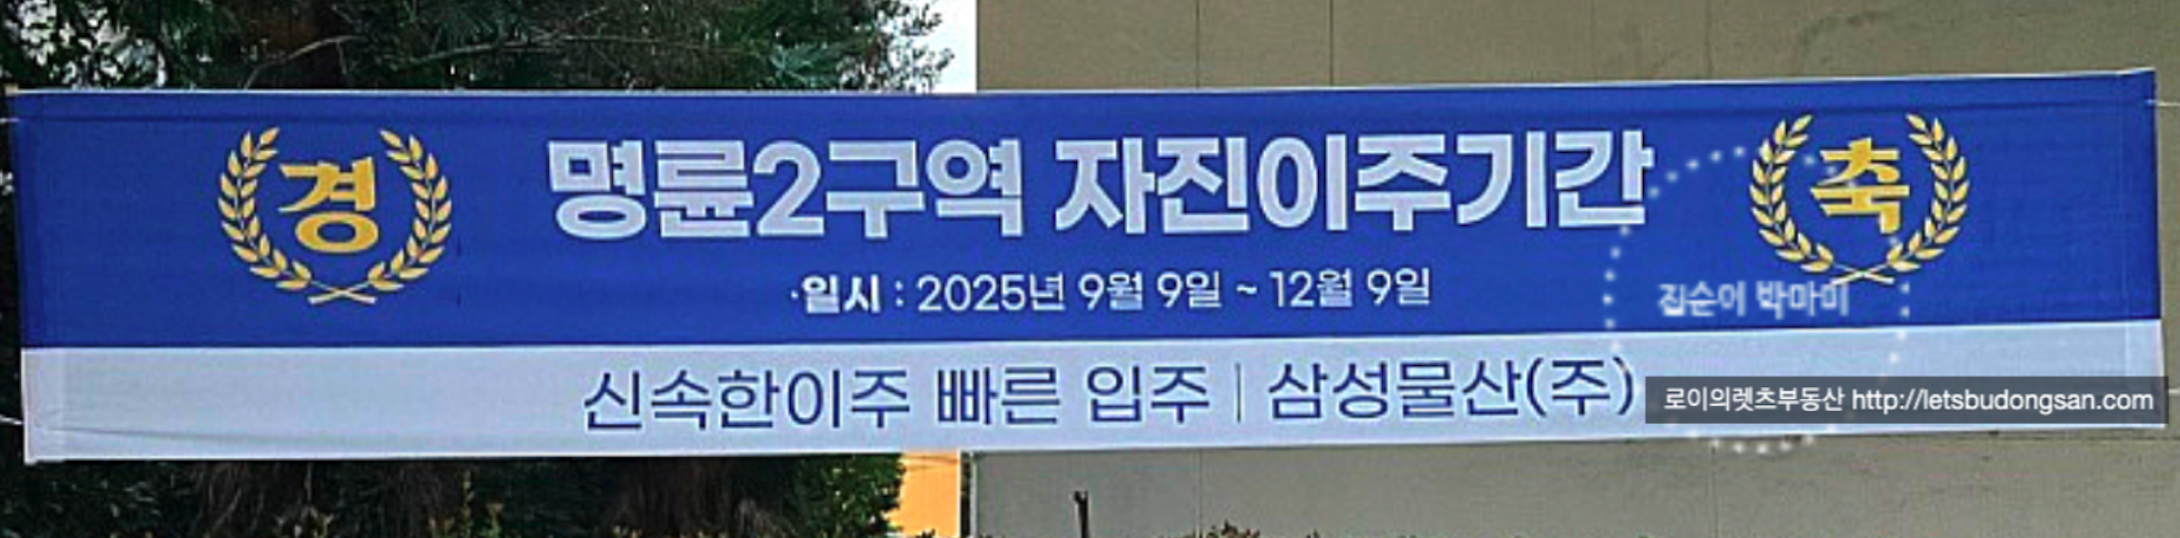 경 명륜2구역 자진이주기간 축
·일시 : 2025년 9월 9일 ~ 12월 9일
집순이 박마미
신속한이주 빠른 입주 | 삼성물산(주)
로이의렛츠부동산 http://letsbudongsan.com